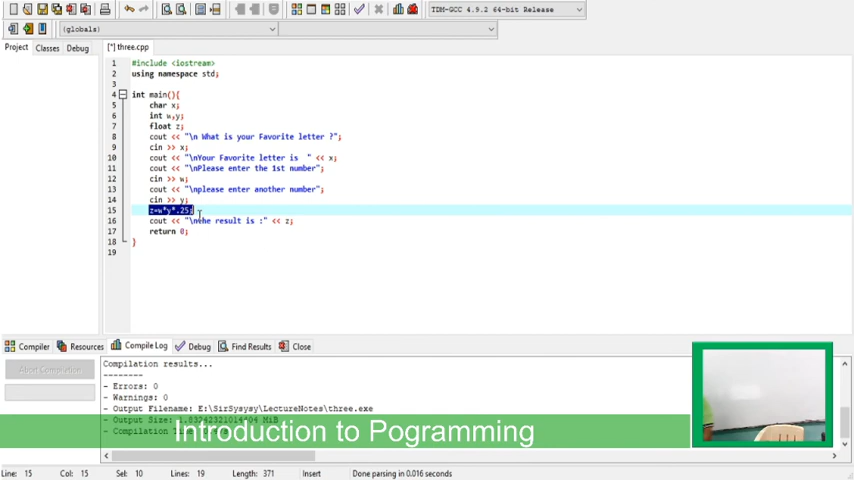 TDM-GCC 4.9.2 64-bit Release
(globals)
Project Classes Debug
[*] three.cpp
1 #include <iostream>
2 using namespace std;
3
4 int main(){
5 char x;
6 int w,y;
7 float z;
8 cout << "\n What is your Favorite letter ?";
9 cin >> x;
10 cout << "\nYour Favorite letter is  " << x;
11 cout << "\nPlease enter the 1st number";
12 cin >> w;
13 cout << "\nplease enter another number";
14 cin >> y;
15 z=w*y*.25;
16 cout << "\nthe result is :" << z;
17 return 0;
18 }
19
Compiler Resources Compile Log Debug Find Results Close
Abort Compilation
Compilation results...
--------
- Errors: 0
- Warnings: 0
- Output Filename: E:\SirSysysy\LectureNotes\three.exe
- Output Size: MiB
- Compilation
Introduction to Pogramming
Line: 15 Col: 15 Sel: 10 Lines: 19 Length: 371 Insert Done parsing in 0.016 seconds